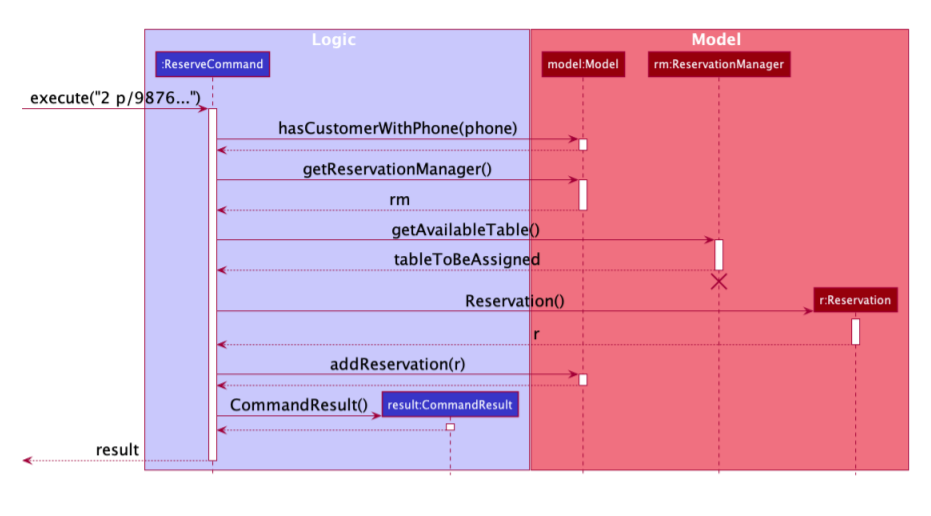 Logic
Model
:ReserveCommand
model:Model
rm:ReservationManager
execute("2 p/9876...")
hasCustomerWithPhone(phone)
getReservationManager()
rm
getAvailableTable()
tableToBeAssigned
Reservation()
r:Reservation
r
addReservation(r)
CommandResult()
result:CommandResult
result